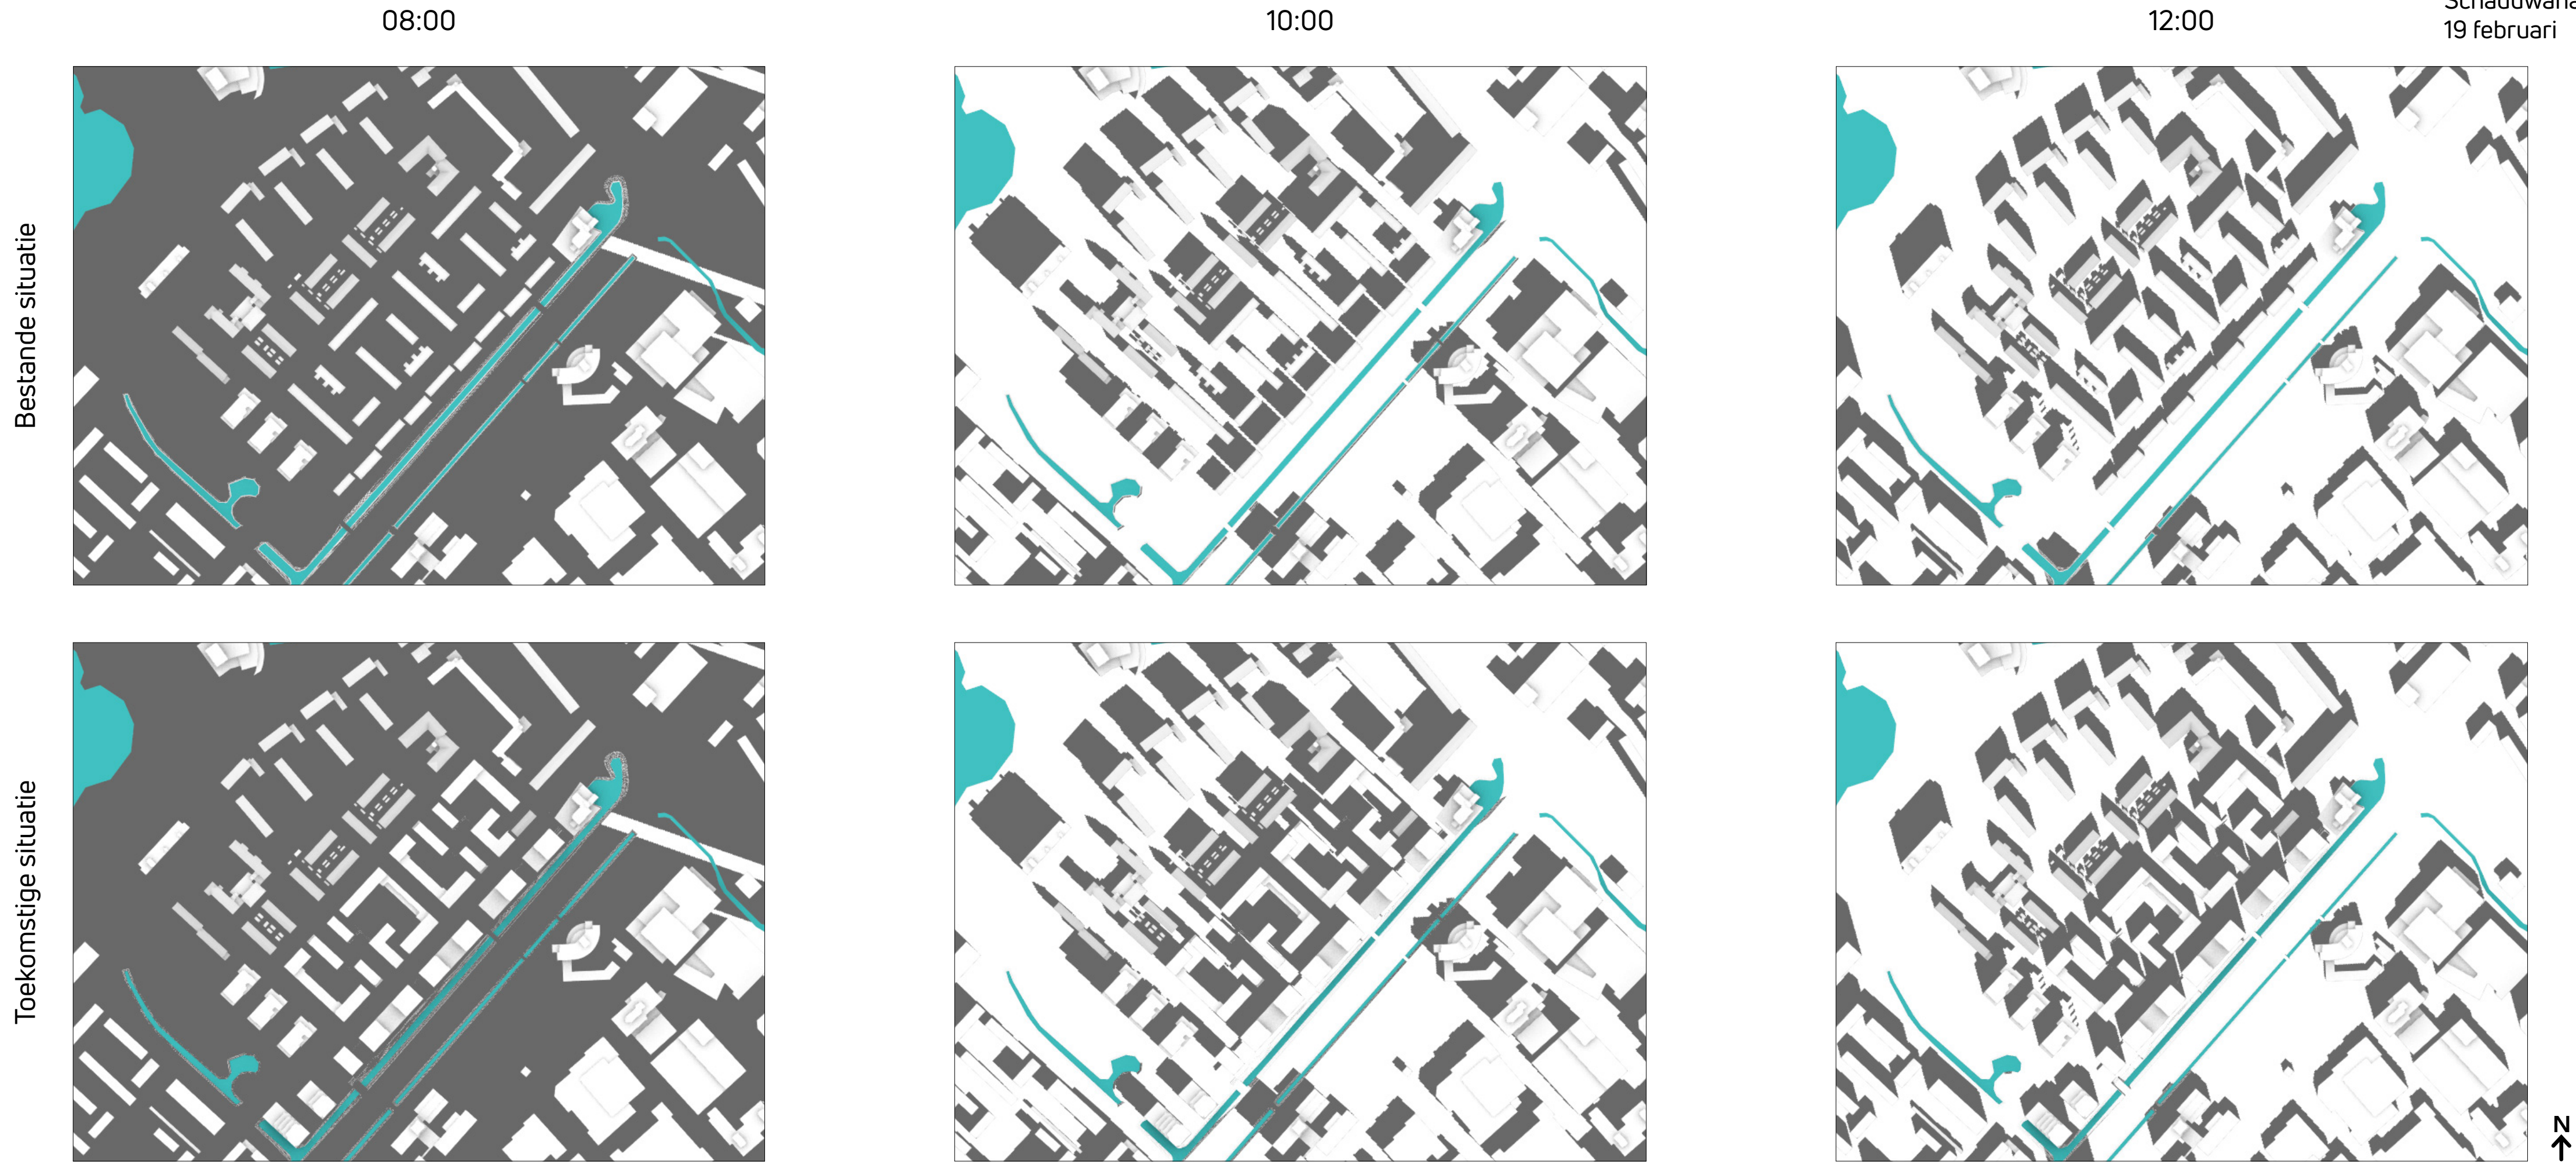 08:00
10:00
12:00
19 februari
Bestande situatie
Toekomstige situatie
N